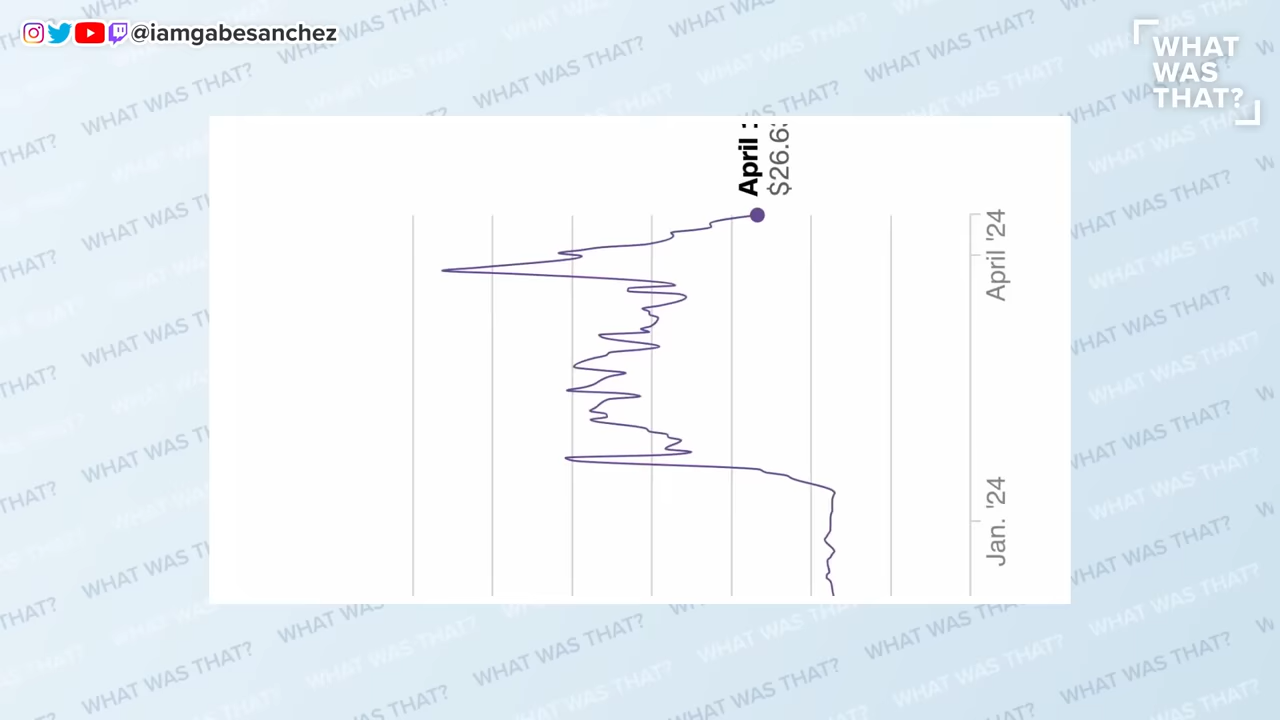 @iamgabesanchez
WHAT
WAS
THAT?
April
$26.6
Jan. '24
April '24
WHAT WAS THAT?